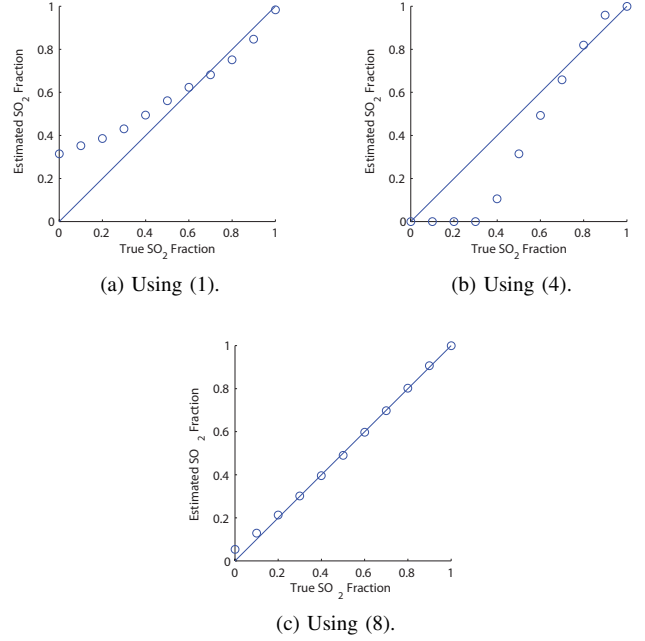 1
1
0.8
0.8
0.6
0.6
0.4
0.4
0.2
0.2
0
0
Estimated SO2 Fraction
Estimated SO2 Fraction
0 0.2 0.4 0.6 0.8 1
0 0.2 0.4 0.6 0.8 1
True SO2 Fraction
True SO2 Fraction
(a) Using (1).
(b) Using (4).
1
0.8
0.6
0.4
0.2
0
Estimated SO 2 Fraction
0 0.2 0.4 0.6 0.8 1
True SO 2 Fraction
(c) Using (8).